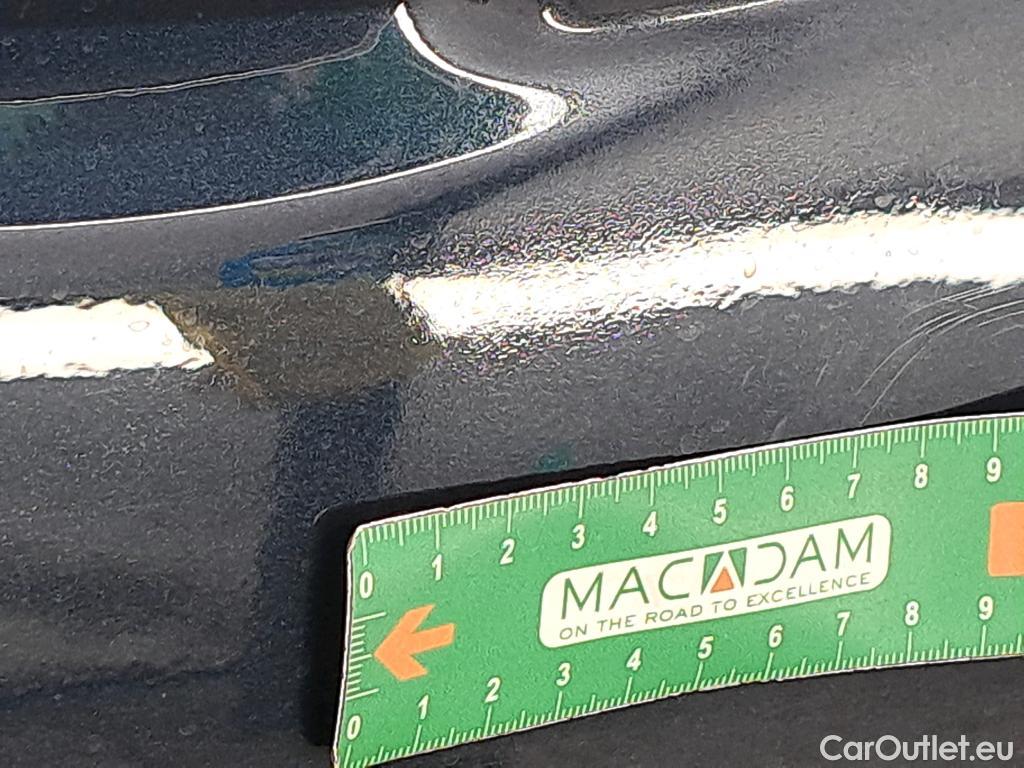 0 1 2 3 4 5 6 7 8 9
MACADAM
ON THE ROAD TO EXCELLENCE
0 1 2 3 4 5 6 7 8 9
CarOutlet.eu